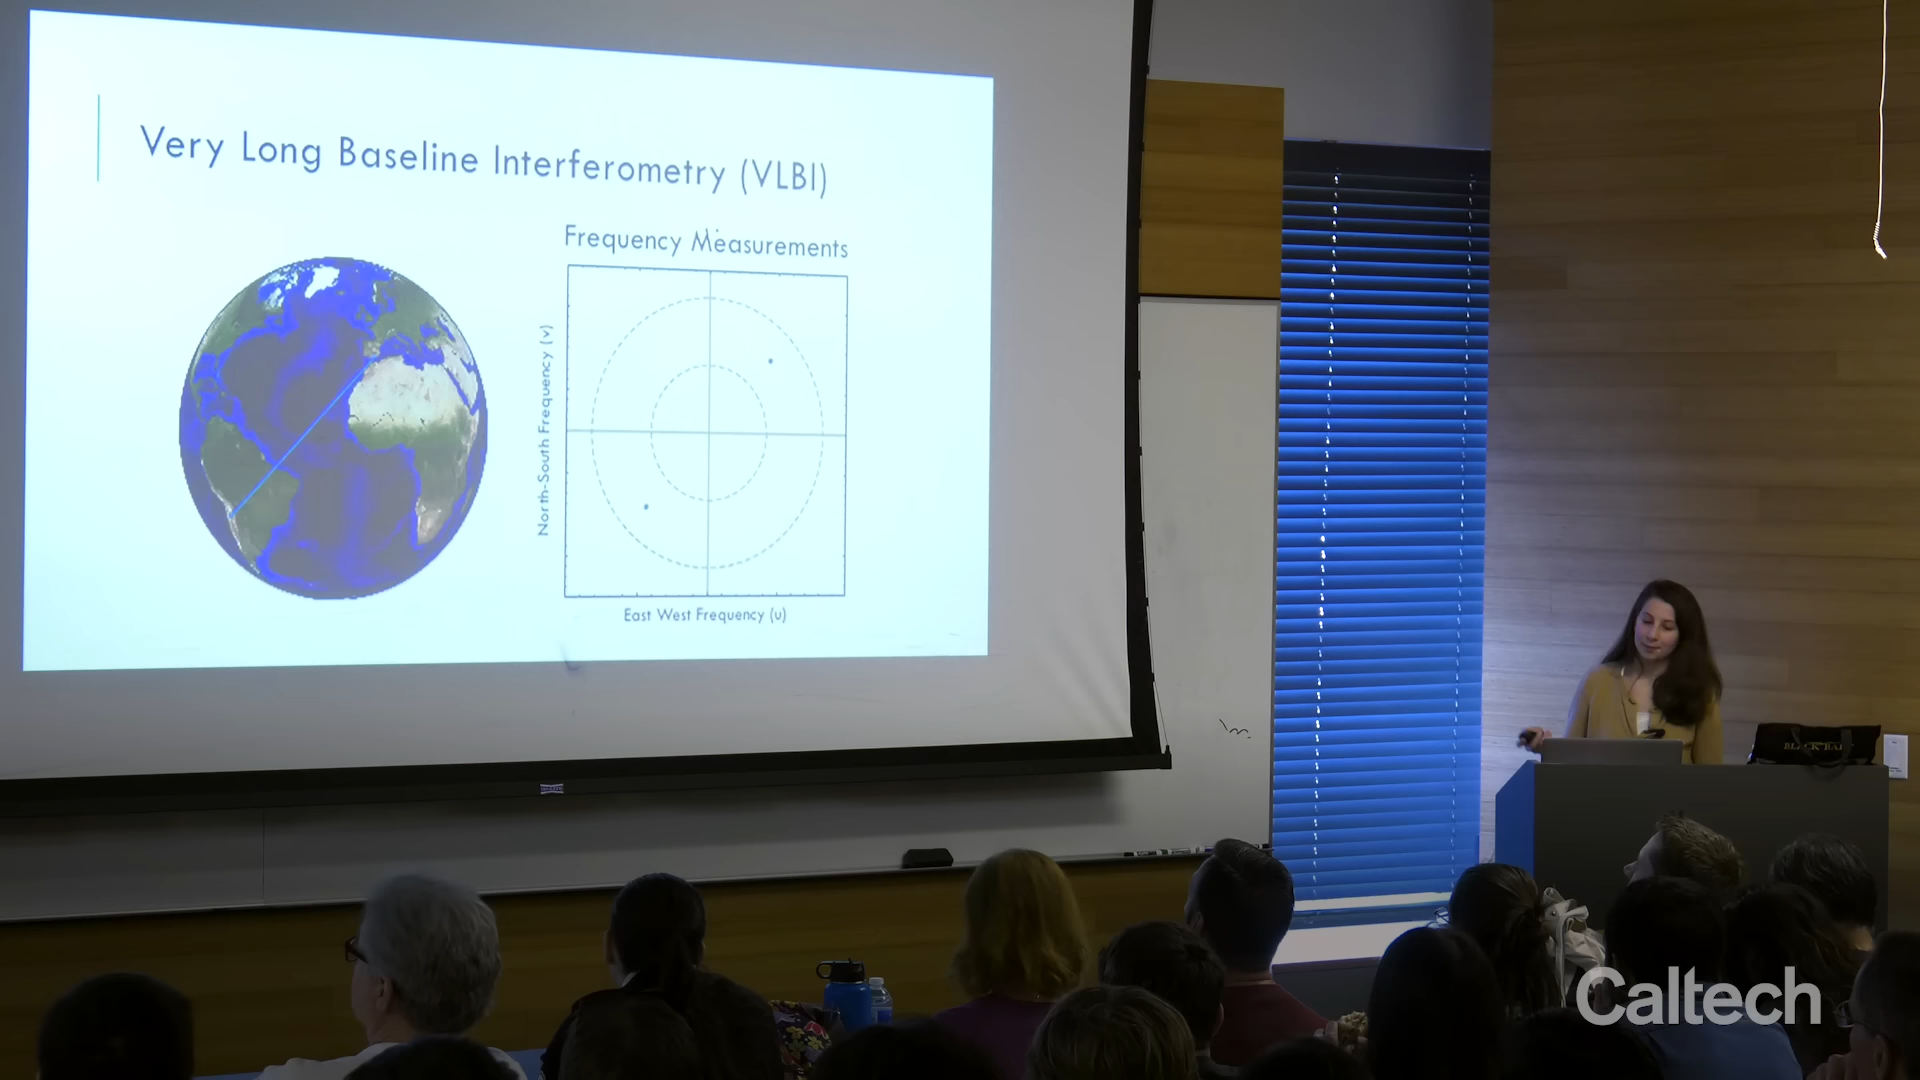 Very Long Baseline Interferometry (VLBI)
Frequency Measurements
North-South Frequency (v)
East West Frequency (u)
Caltech